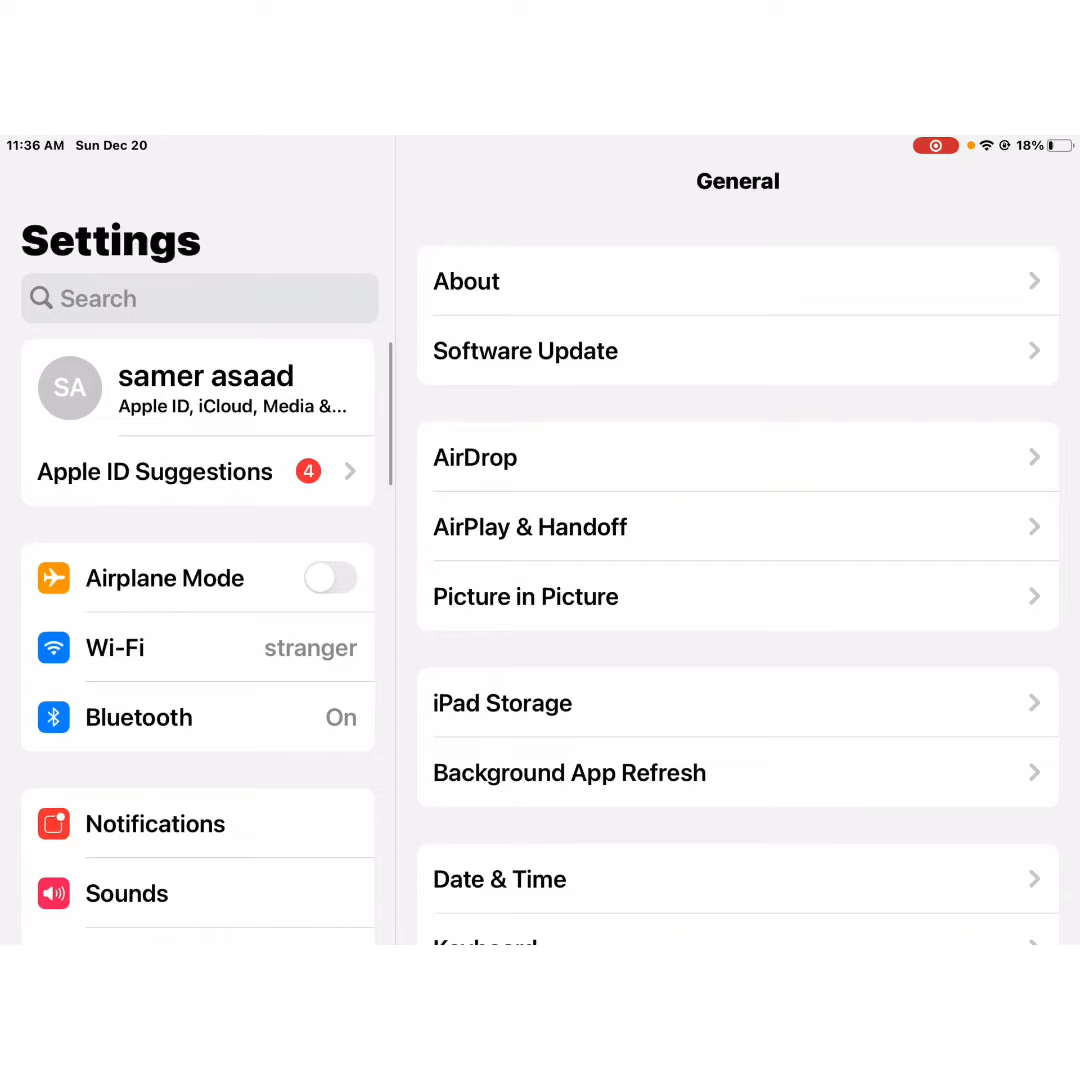 11:36 AM Sun Dec 20
18%
Settings
Search
SA
samer asaad
Apple ID, iCloud, Media &...
Apple ID Suggestions 4
Airplane Mode
Wi-Fi stranger
Bluetooth On
Notifications
Sounds
General
About
Software Update
AirDrop
AirPlay & Handoff
Picture in Picture
iPad Storage
Background App Refresh
Date & Time
Keyboard